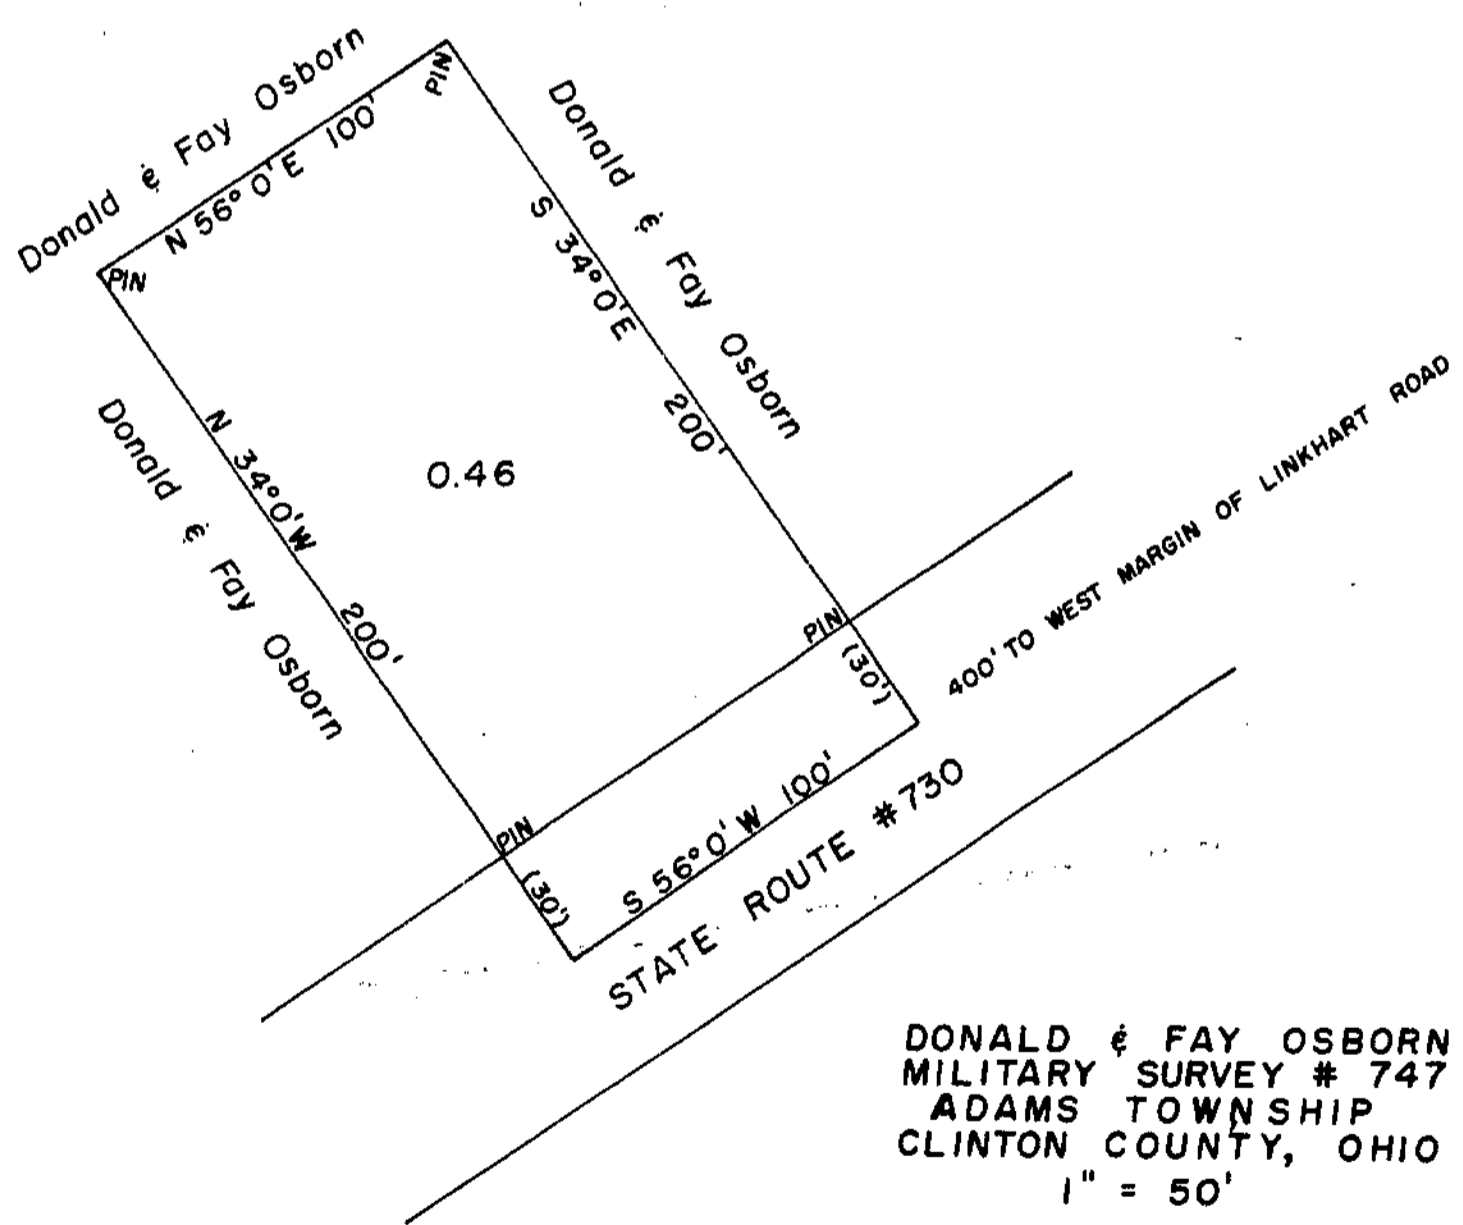 Donald & Fay Osborn
N 56° 0' E 100'
PIN
PIN
Donald & Fay Osborn
S 34° 0' E 200'
Donald & Fay Osborn
N 34° 0' W 200'
0.46
PIN
(30')
PIN
(30')
S 56° 0' W 100'
400' TO WEST MARGIN OF LINKHART ROAD
STATE ROUTE #730
DONALD & FAY OSBORN
MILITARY SURVEY # 747
ADAMS TOWNSHIP
CLINTON COUNTY, OHIO
1" = 50'